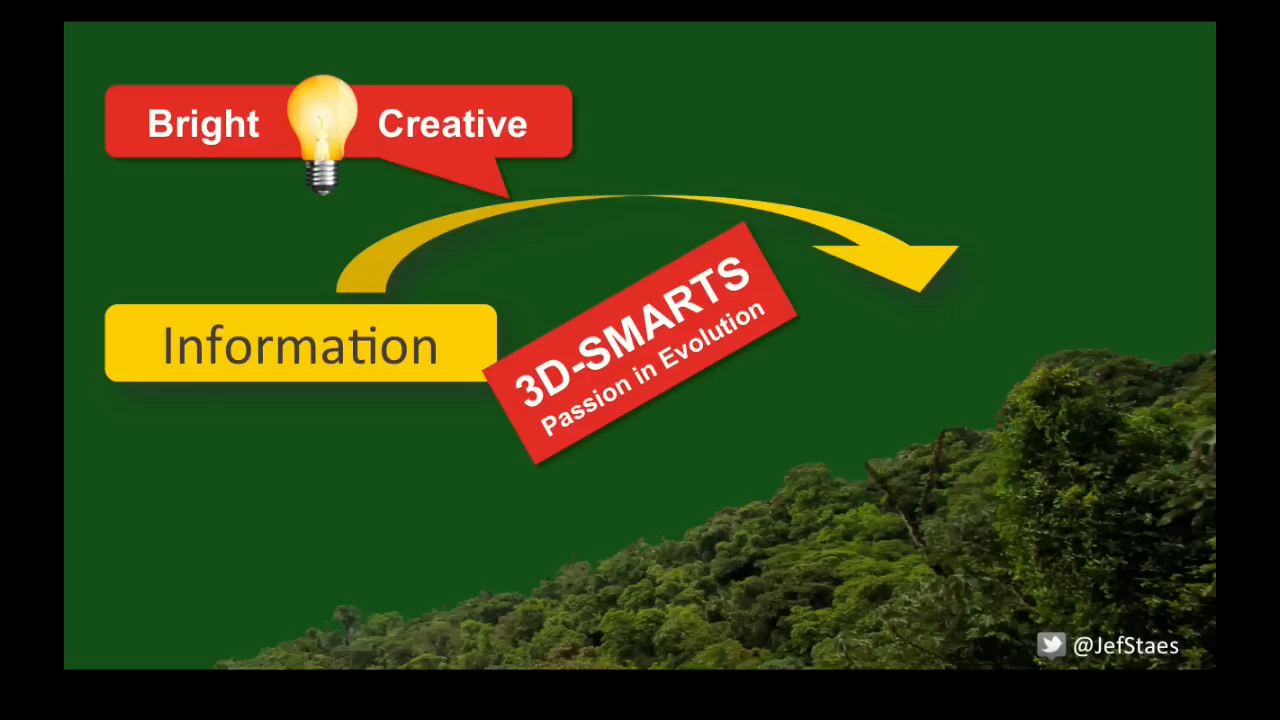 Bright Creative
Information
3D-SMARTS
Passion in Evolution
@JefStaes